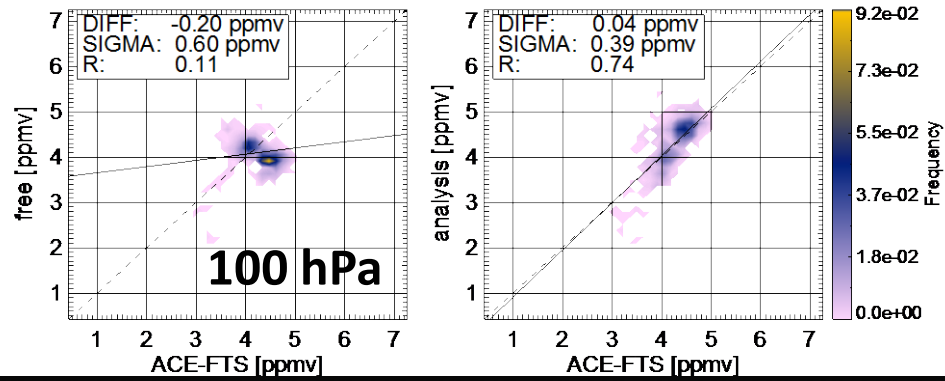 DIFF: -0.20 ppmv
SIGMA: 0.60 ppmv
R: 0.11
7
6
5
4
3
2
1
free [ppmv]
100 hPa
1 2 3 4 5 6 7
ACE-FTS [ppmv]
DIFF: 0.04 ppmv
SIGMA: 0.39 ppmv
R: 0.74
7
6
5
4
3
2
1
analysis [ppmv]
1 2 3 4 5 6 7
ACE-FTS [ppmv]
9.2e-02
7.3e-02
5.5e-02
3.7e-02
1.8e-02
0.0e+00
Frequency